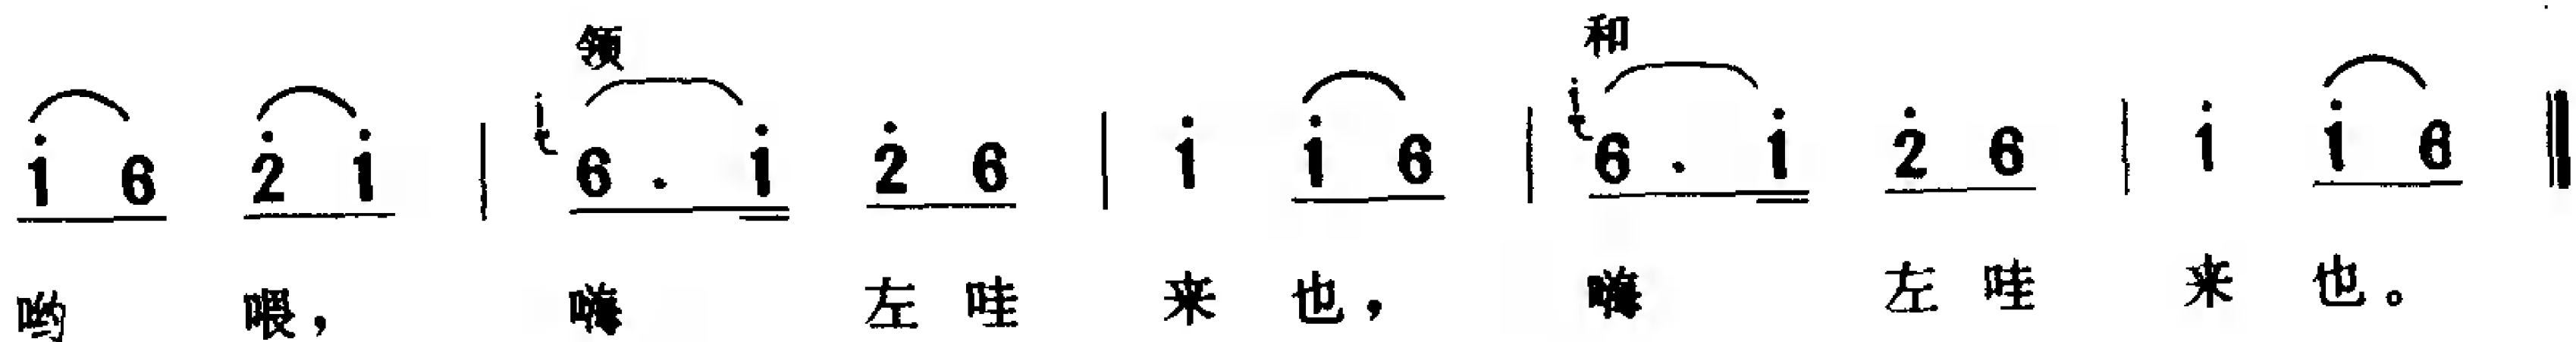 领 和
i̇ 6 2̇ i̇ | i̇ 6 . i̇ 2̇ 6 | i̇ i̇ 6 | i̇ 6 . i̇ 2̇ 6 | i̇ i̇ 6 ‖
哟 喂， 嗨 左 哇 来 也， 嗨 左 哇 来 也。